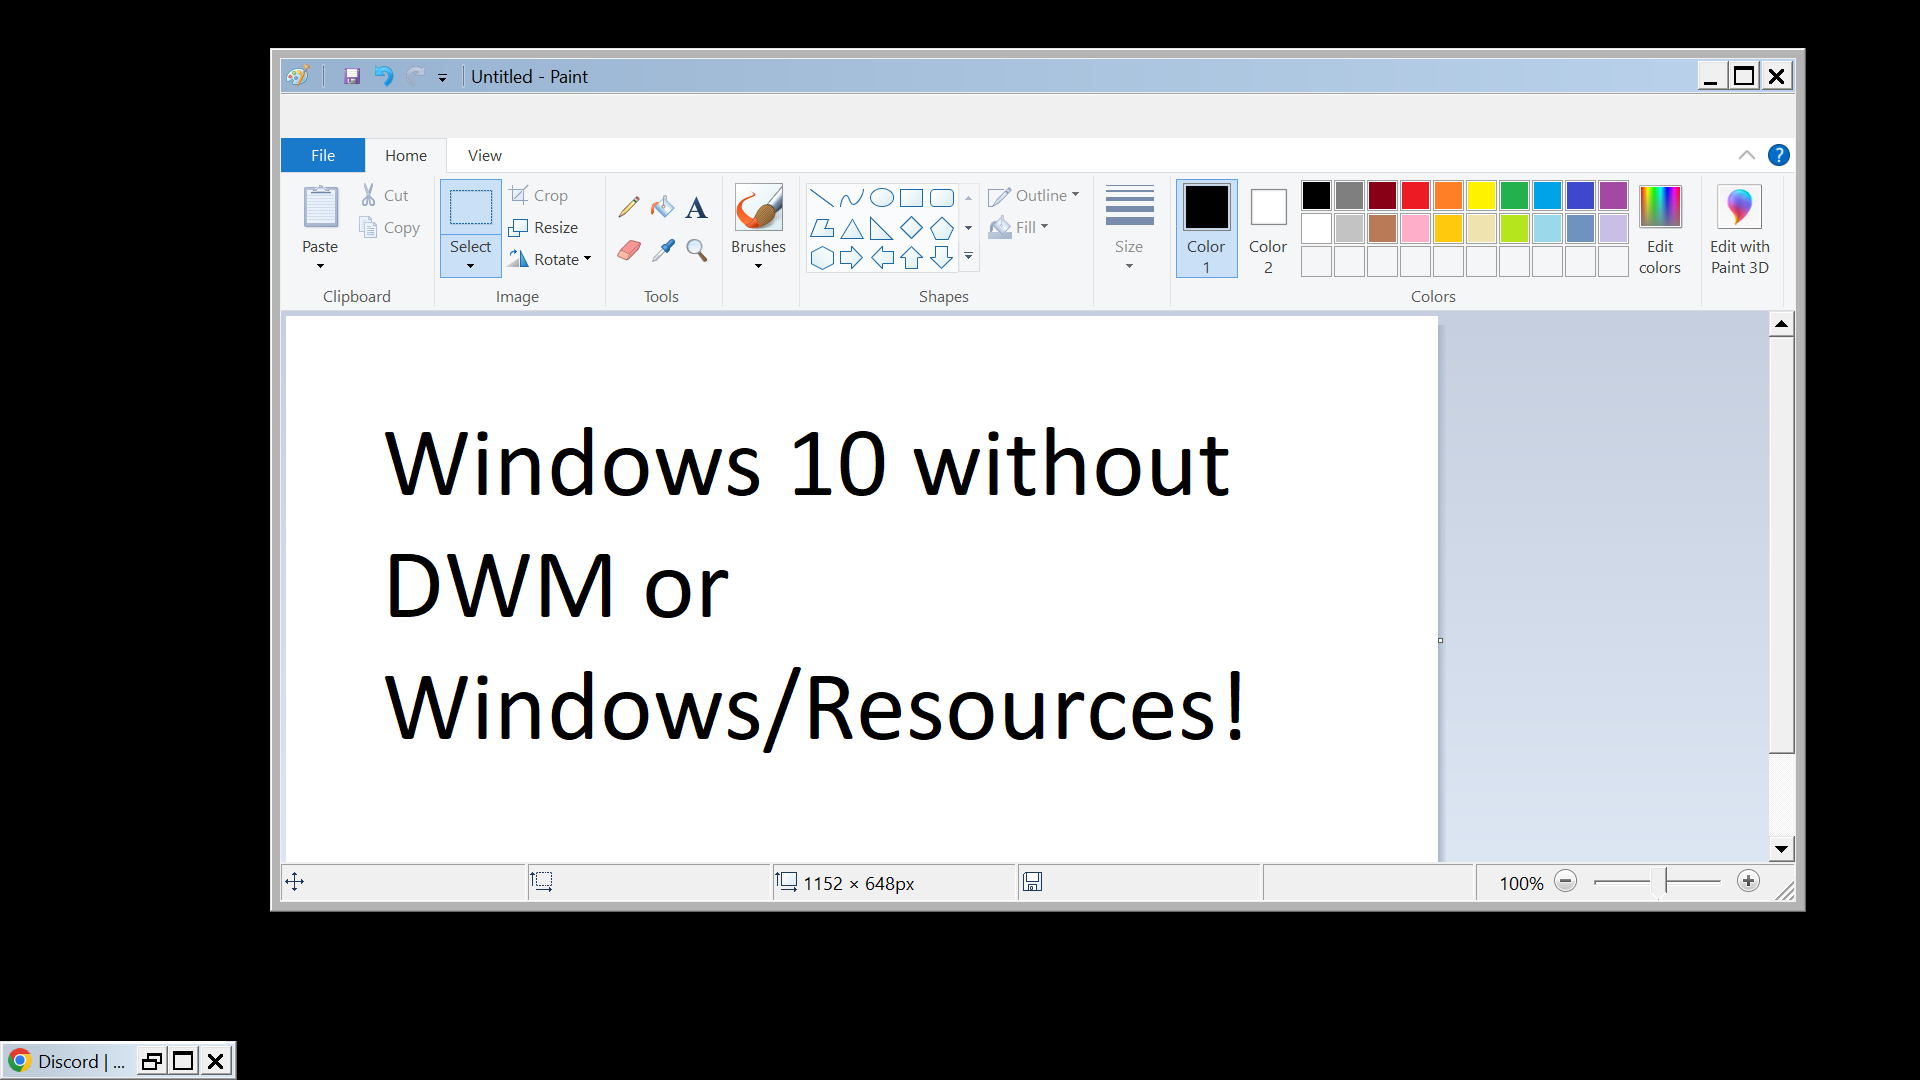 Untitled - Paint
File Home View
Paste
Cut
Copy
Clipboard
Select
Crop
Resize
Rotate
Image
A
Tools
Brushes
Shapes
Outline
Fill
Size
Color
1
Color
2
Edit
colors
Colors
Edit with
Paint 3D
?
Windows 10 without
DWM or
Windows/Resources!
1152 × 648px
100%
Discord | ...